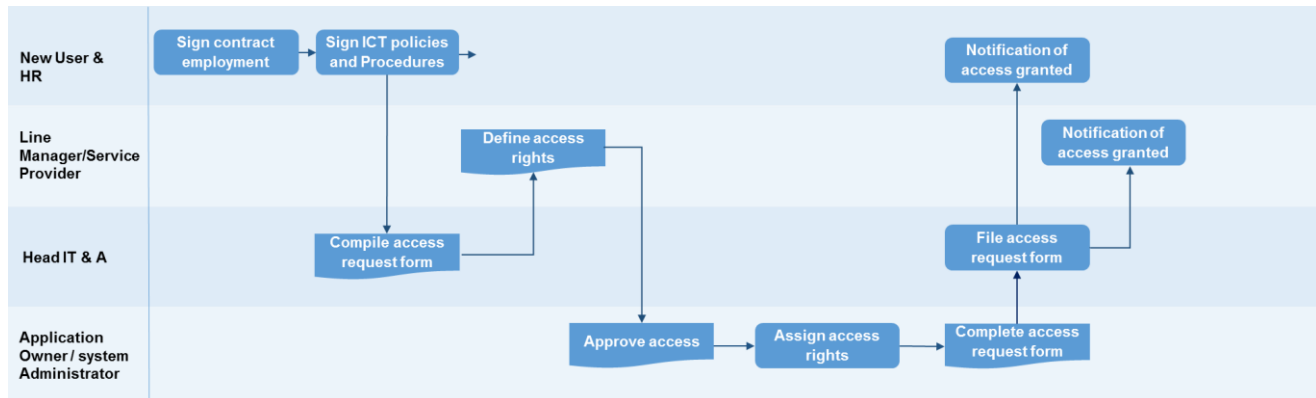 New User &
HR
Sign contract
employment
Sign ICT policies
and Procedures
Notification of
access granted
Line
Manager/Service
Provider
Define access
rights
Notification of
access granted
Head IT & A
Compile access
request form
File access
request form
Application
Owner / system
Administrator
Approve access
Assign access
rights
Complete access
request form